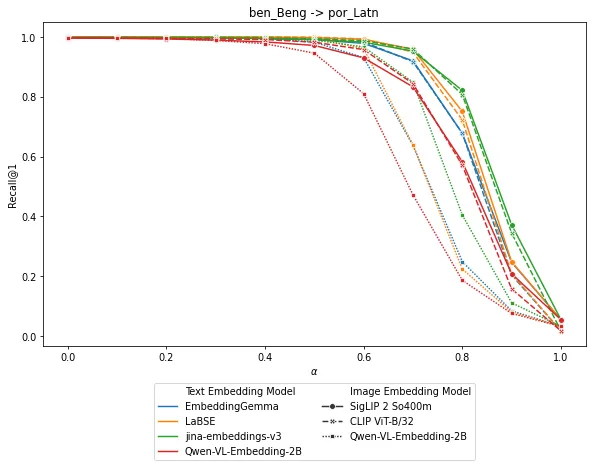 ben_Beng -> por_Latn
Recall@1
1.0
0.8
0.6
0.4
0.2
0.0
0.0 0.2 0.4 0.6 0.8 1.0
α
Text Embedding Model
EmbeddingGemma
LaBSE
jina-embeddings-v3
Qwen-VL-Embedding-2B
Image Embedding Model
SigLIP 2 So400m
CLIP ViT-B/32
Qwen-VL-Embedding-2B